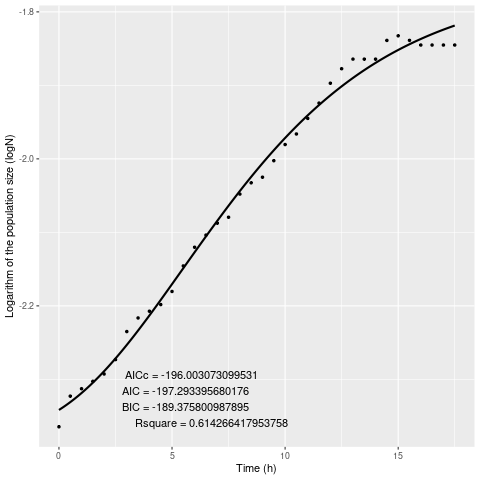 -1.8
-2.0
-2.2
Logarithm of the population size (logN)
AICc = -196.003073099531
AIC = -197.293395680176
BIC = -189.375800987895
Rsquare = 0.614266417953758
0 5 10 15
Time (h)